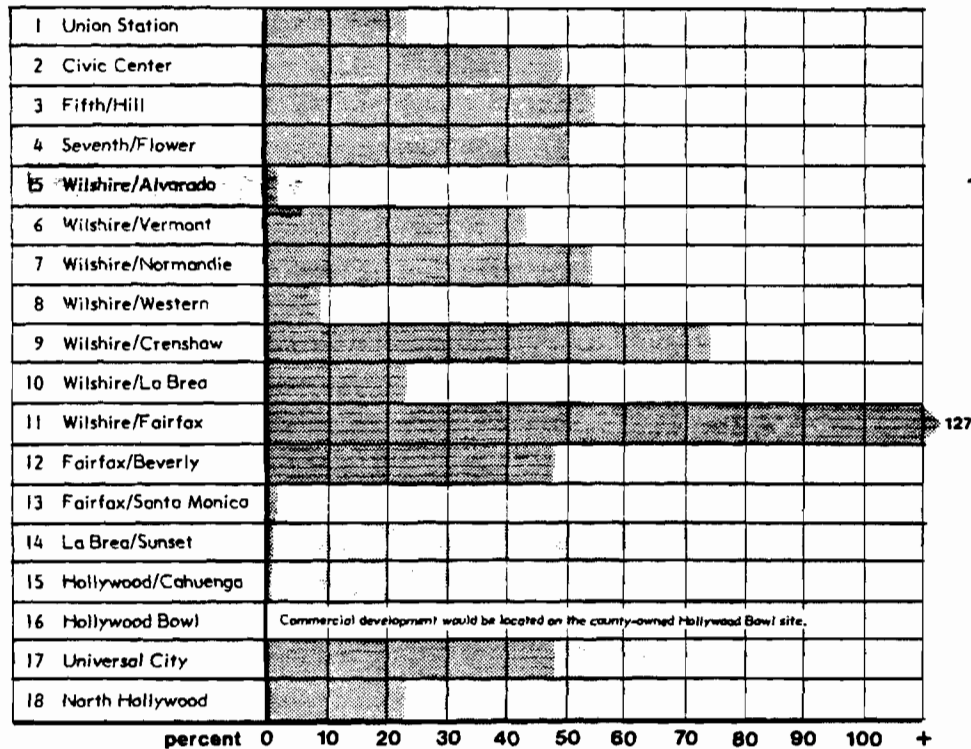 1 Union Station
2 Civic Center
3 Fifth/Hill
4 Seventh/Flower
5 Wilshire/Alvarado
6 Wilshire/Vermont
7 Wilshire/Normandie
8 Wilshire/Western
9 Wilshire/Crenshaw
10 Wilshire/La Brea
11 Wilshire/Fairfax 127
12 Fairfax/Beverly
13 Fairfax/Santa Monica
14 La Brea/Sunset
15 Hollywood/Cahuenga
16 Hollywood Bowl Commercial development would be located on the county-owned Hollywood Bowl site.
17 Universal City
18 North Hollywood
percent 0 10 20 30 40 50 60 70 80 90 100 +